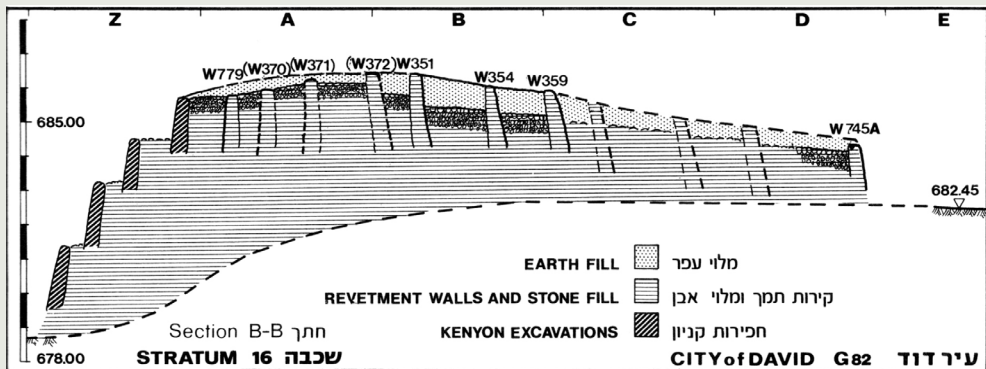 Z A B C D E
W779 (W370) (W371) (W372) W351
W354 W359
W745A
685.00
682.45
678.00
EARTH FILL מלוי עפר
REVETMENT WALLS AND STONE FILL קירות תמך ומלוי אבן
KENYON EXCAVATIONS חפירות קניון
Section B-B חתך
STRATUM 16 שכבה
CITY of DAVID G82 עיר דוד